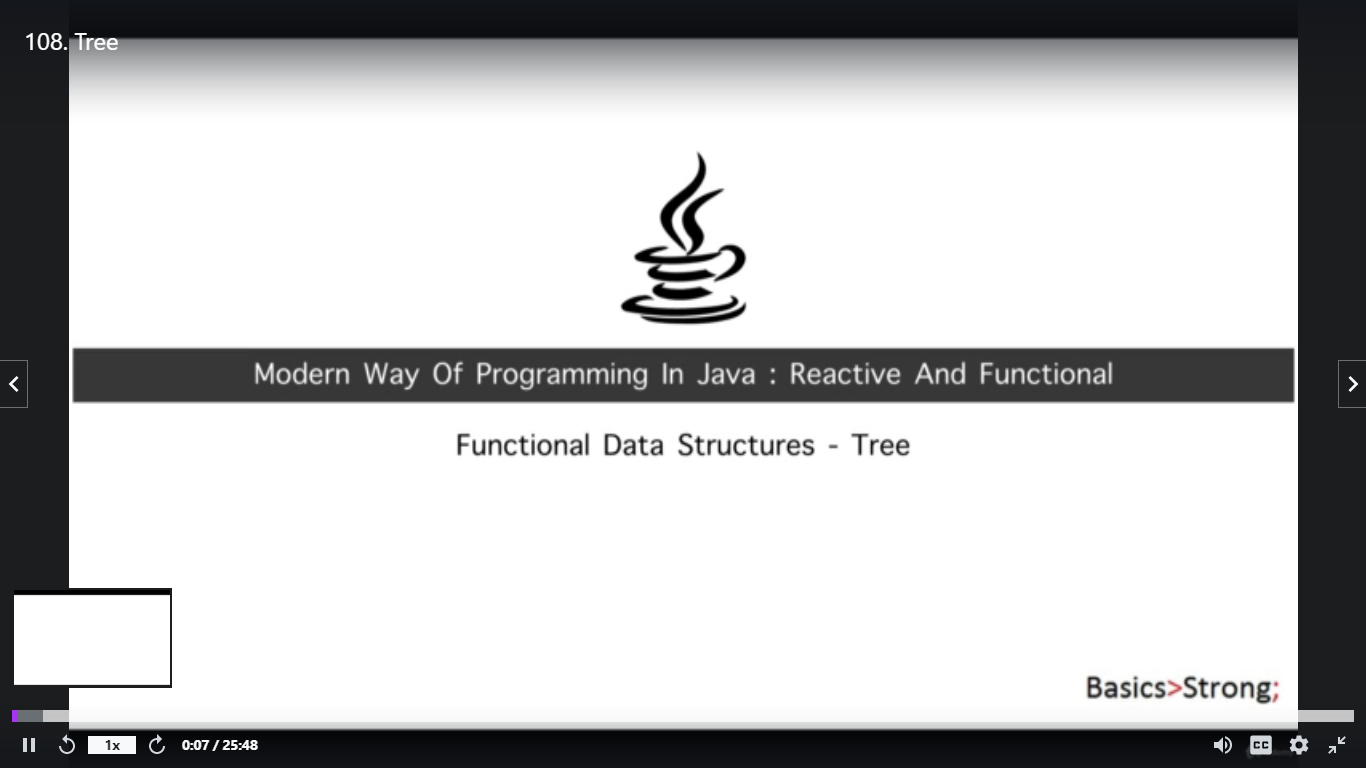 108. Tree
Modern Way Of Programming In Java : Reactive And Functional
Functional Data Structures - Tree
Basics>Strong;
1x
0:07 / 25:48
CC